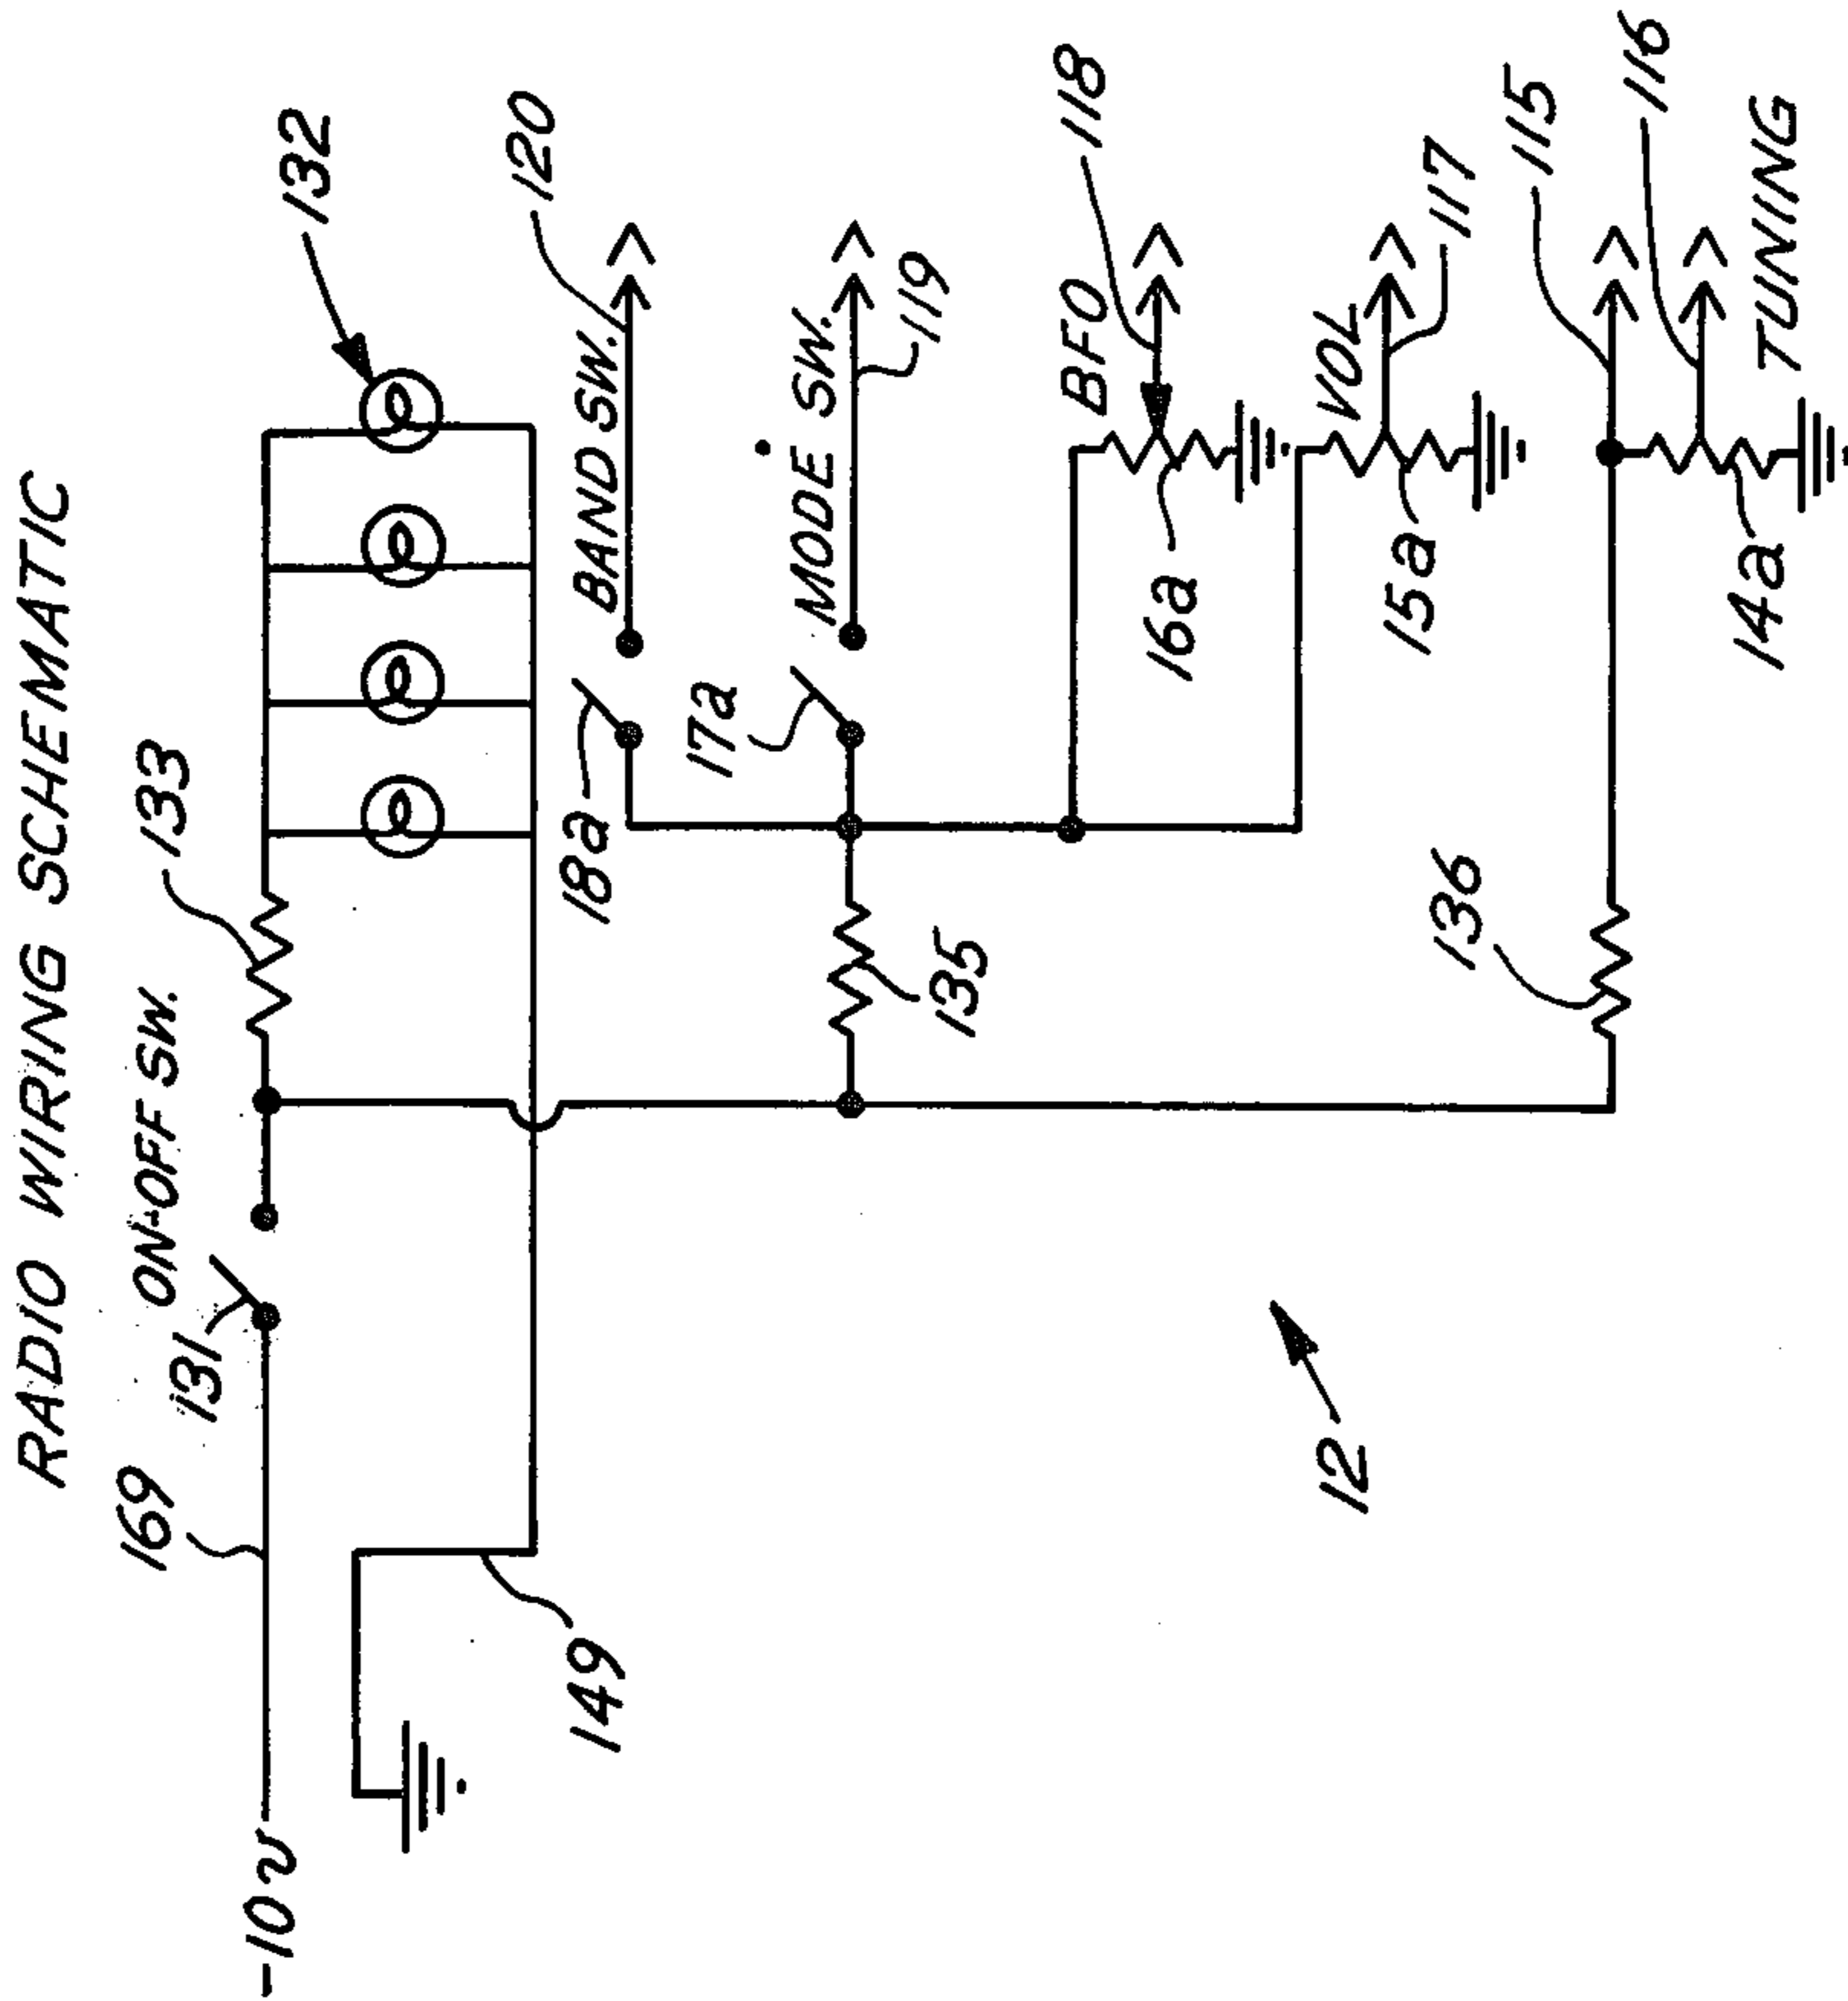 RADIO WIRING SCHEMATIC
-10v
169
131
ON-OFF SW.
133
132
149
18a
BAND SW.
120
17a
MODE SW.
119
135
BFO
118
16a
VOL
117
15a
136
115
116
14a
TUNING
12